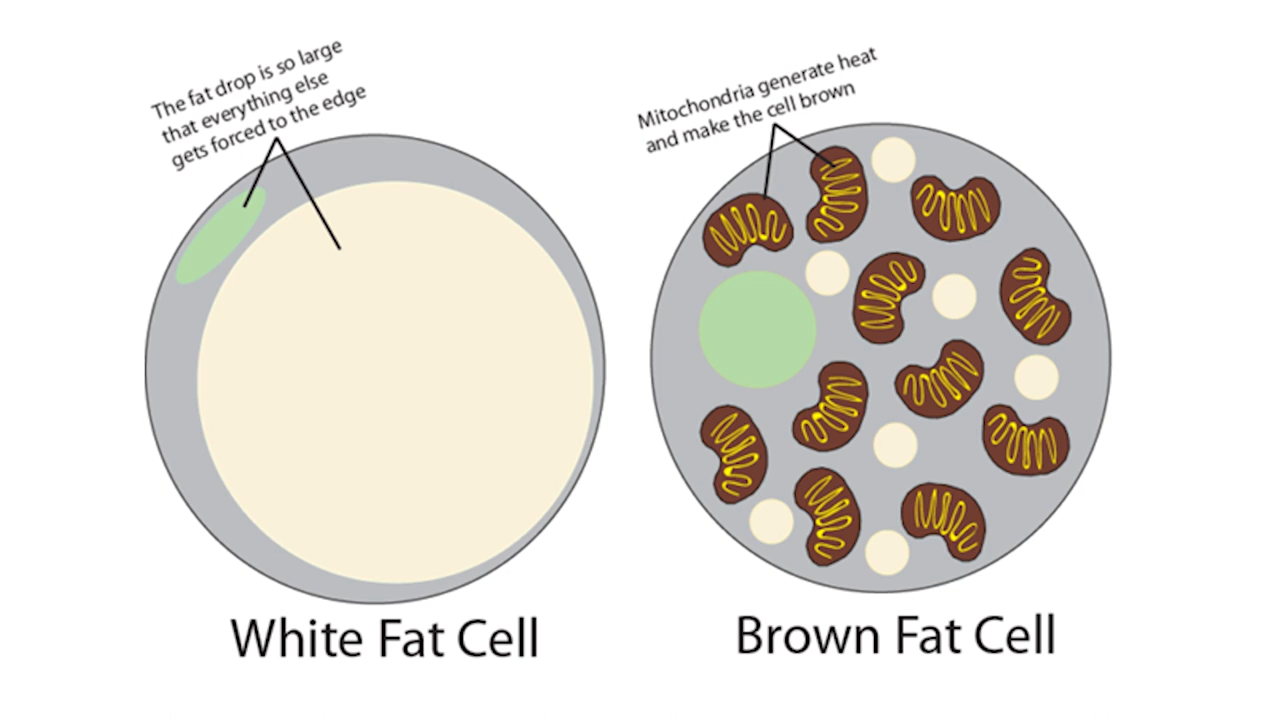 The fat drop is so large
that everything else
gets forced to the edge
Mitochondria generate heat
and make the cell brown
White Fat Cell
Brown Fat Cell